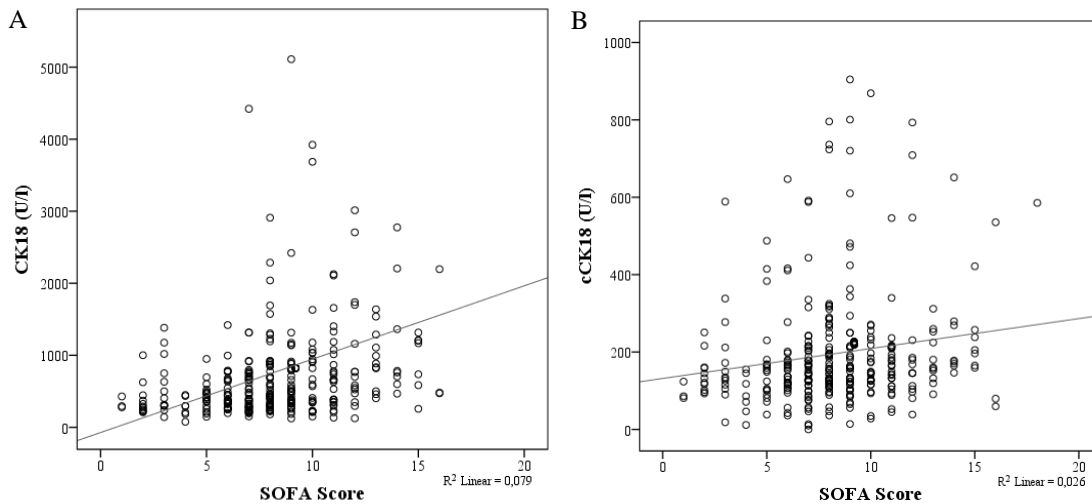 A
5000
4000
3000
2000
1000
0
CK18 (U/I)
0 5 10 15 20
SOFA Score
R² Linear = 0,079
B
1000
800
600
400
200
0
cCK18 (U/I)
0 5 10 15 20
SOFA Score
R² Linear = 0,026